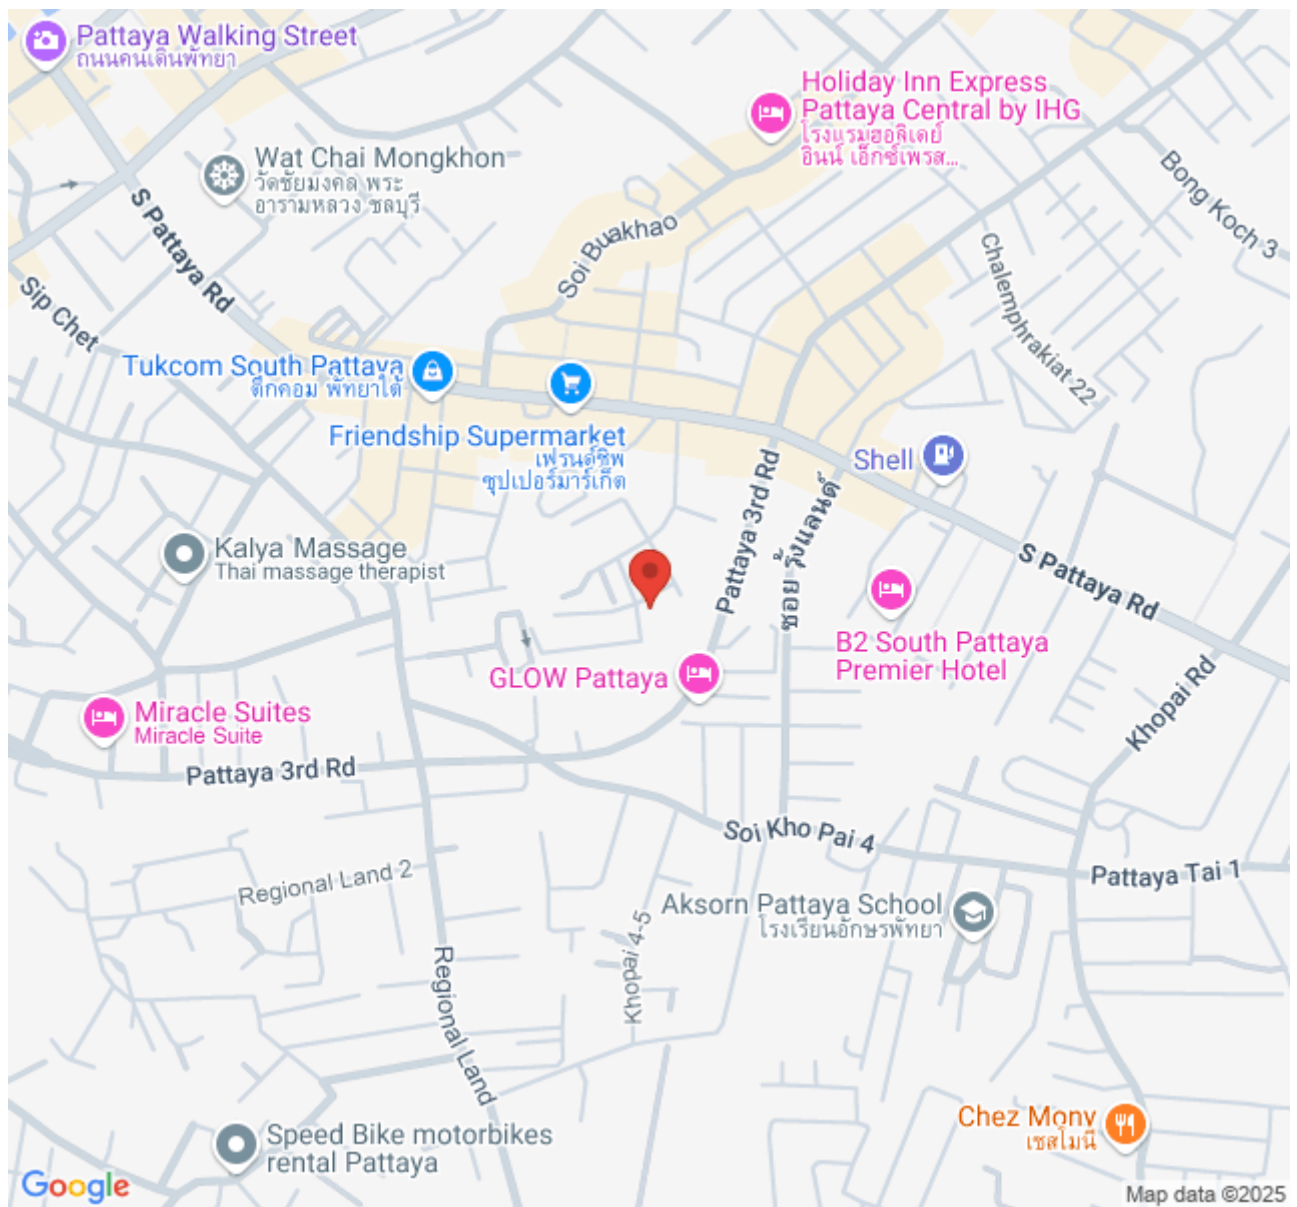 Pattaya Walking Street
ถนนคนเดินพัทยา
Holiday Inn Express
Pattaya Central by IHG
โรงแรมฮอลิเดย์
อินน์ เอ็กซ์เพรส...
Wat Chai Mongkhon
วัดชัยมงคล พระ
อารามหลวง ชลบุรี
Bong Koch 3
S Pattaya Rd
Soi Buakhao
Chalemphrakiat 22
Sip Chet
Tukcom South Pattaya
ตึกคอม พัทยาใต้
Friendship Supermarket
เฟรนด์ชิพ
ซุปเปอร์มาร์เก็ต
Shell
Pattaya 3rd Rd
ซอย วุ้งแลนด์
Kalya Massage
Thai massage therapist
S Pattaya Rd
B2 South Pattaya
Premier Hotel
GLOW Pattaya
Khopai Rd
Miracle Suites
Miracle Suite
Pattaya 3rd Rd
Soi Kho Pai 4
Pattaya Tai 1
Regional Land 2
Aksorn Pattaya School
โรงเรียนอักษรพัทยา
Khopai 4-5
Regional Land
Chez Mony
เชสโมนี
Speed Bike motorbikes
rental Pattaya
Google
Map data ©2025